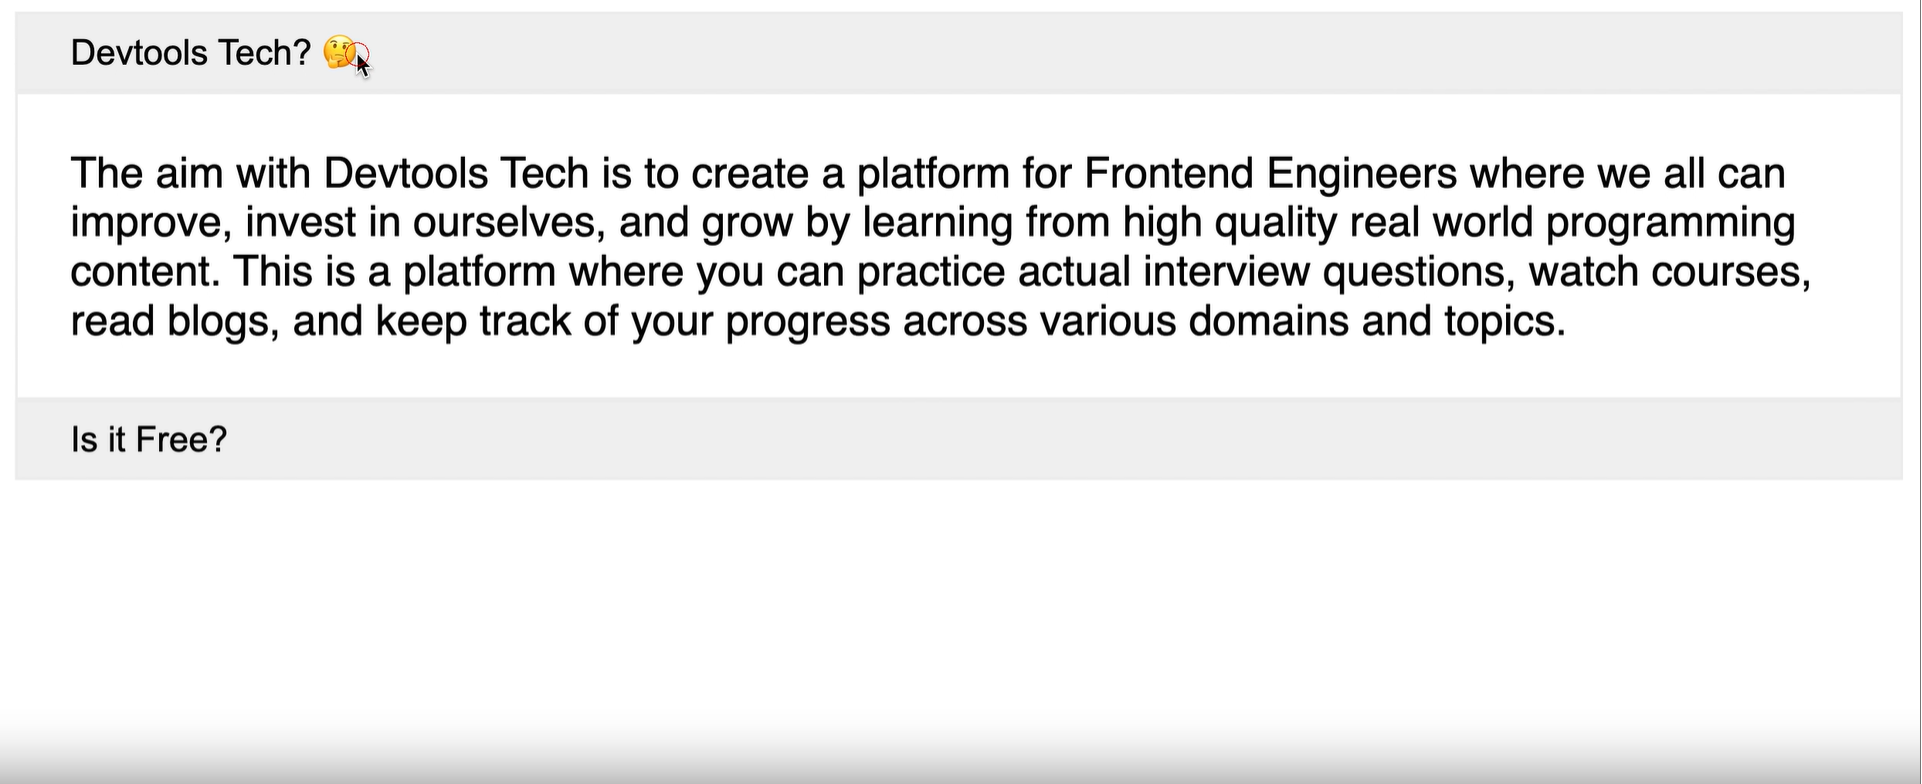 Devtools Tech? 🤔
The aim with Devtools Tech is to create a platform for Frontend Engineers where we all can
improve, invest in ourselves, and grow by learning from high quality real world programming
content. This is a platform where you can practice actual interview questions, watch courses,
read blogs, and keep track of your progress across various domains and topics.
Is it Free?